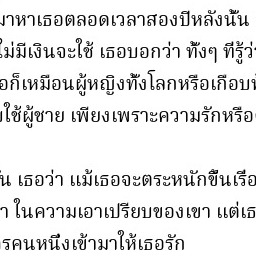 มาหาเธอตลอดเวลาสองปีหลังนั้น
ไม่มีเงินจะใช้ เธอบอกว่า ทั้งๆ ที่รู้ว่
อก็เหมือนผู้หญิงทั้งโลกหรือเกือบทั
ใช้ผู้ชาย เพียงเพราะความรักหรือ
น เธอว่า แม้เธอจะตระหนักขึ้นเรื่อ
า ในความเอาเปรียบของเขา แต่เธ
รคนหนึ่งเข้ามาให้เธอรัก